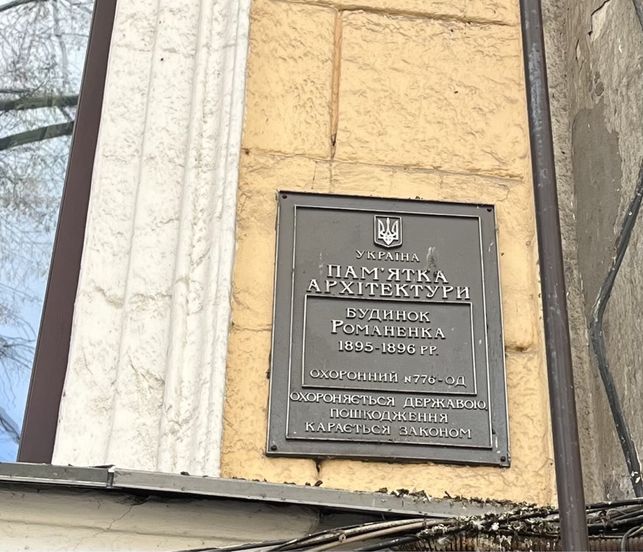 УКРАЇНА
ПАМ'ЯТКА
АРХІТЕКТУРИ
БУДИНОК
РОМАНЕНКА
1895-1896 РР.
ОХОРОННИЙ №776-ОД
ОХОРОНЯЄТЬСЯ ДЕРЖАВОЮ,
ПОШКОДЖЕННЯ
КАРАЄТЬСЯ ЗАКОНОМ